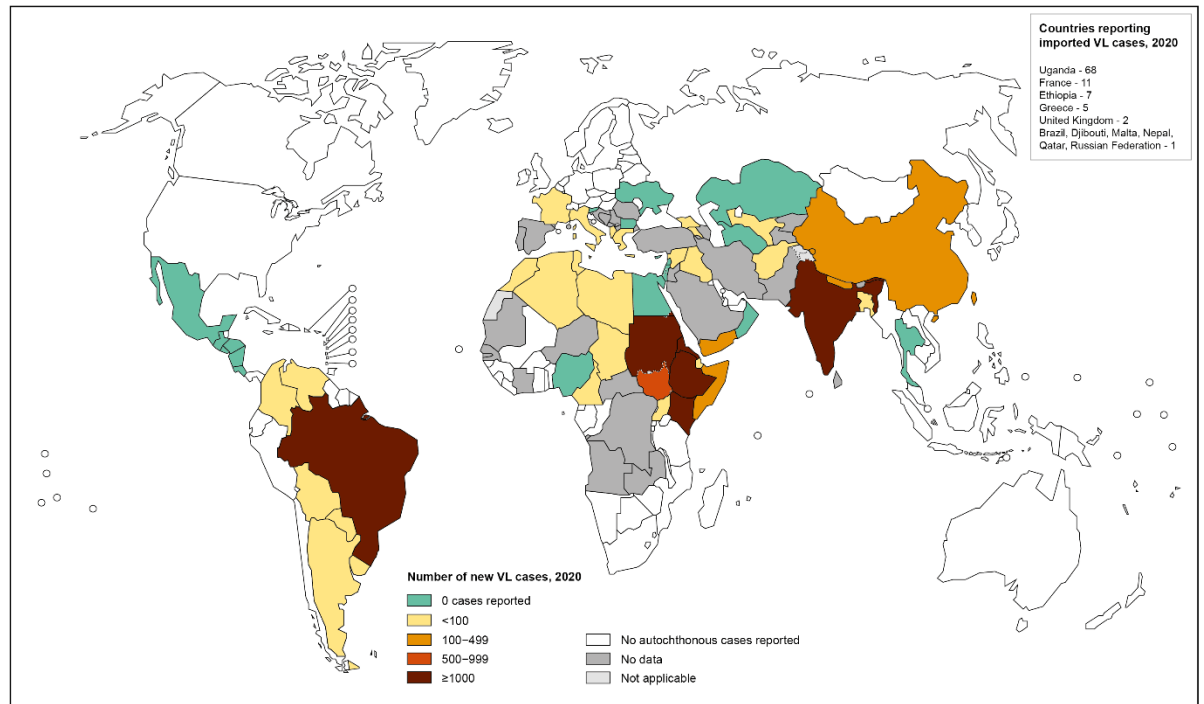 Countries reporting
imported VL cases, 2020
Uganda - 68
France - 11
Ethiopia - 7
Greece - 5
United Kingdom - 2
Brazil, Djibouti, Malta, Nepal,
Qatar, Russian Federation - 1
Number of new VL cases, 2020
0 cases reported
<100
100–499
500–999
≥1000
No autochthonous cases reported
No data
Not applicable